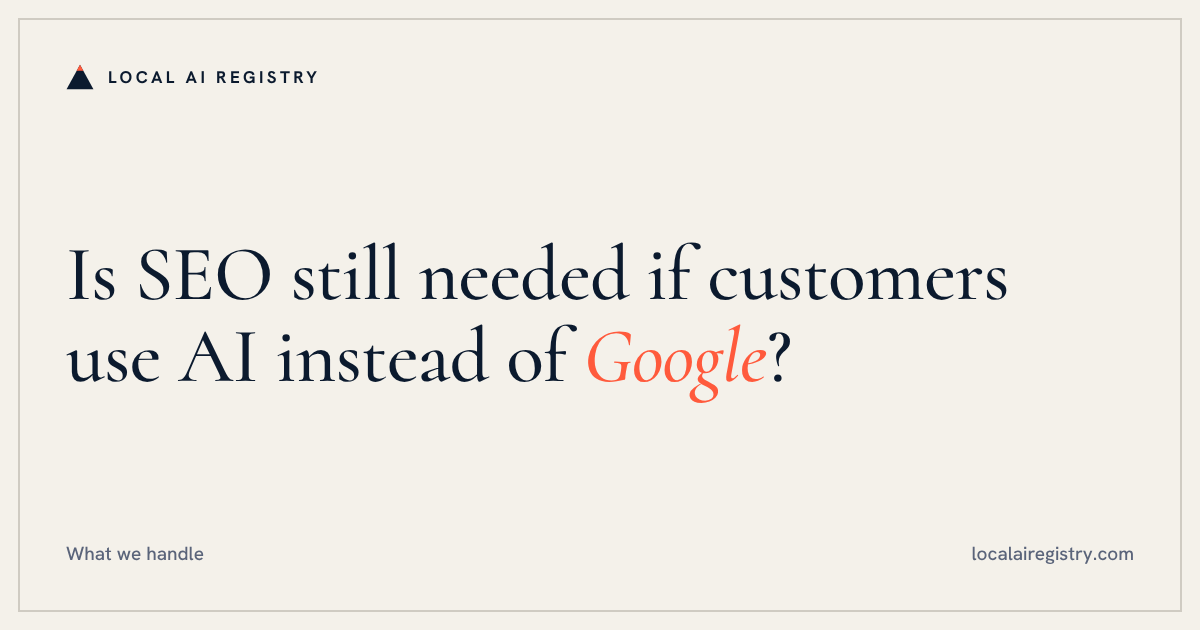 LOCAL AI REGISTRY
Is SEO still needed if customers
use AI instead of Google?
What we handle
localairegistry.com